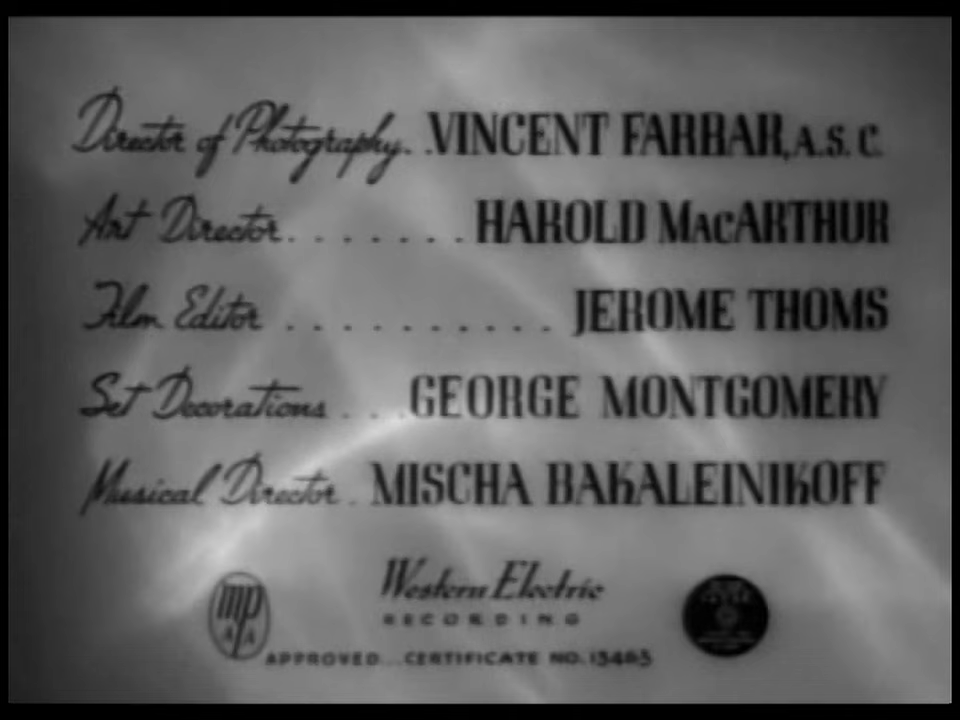 Director of Photography. .VINCENT FARRAR, A.S.C.
Art Director. . . . . . . . HAROLD MacARTHUR
Film Editor . . . . . . . . . . . JEROME THOMS
Set Decorations . . . GEORGE MONTGOMERY
Musical Director . MISCHA BAKALEINIKOFF
Western Electric
RECORDING
MPAA
APPROVED...CERTIFICATE NO.